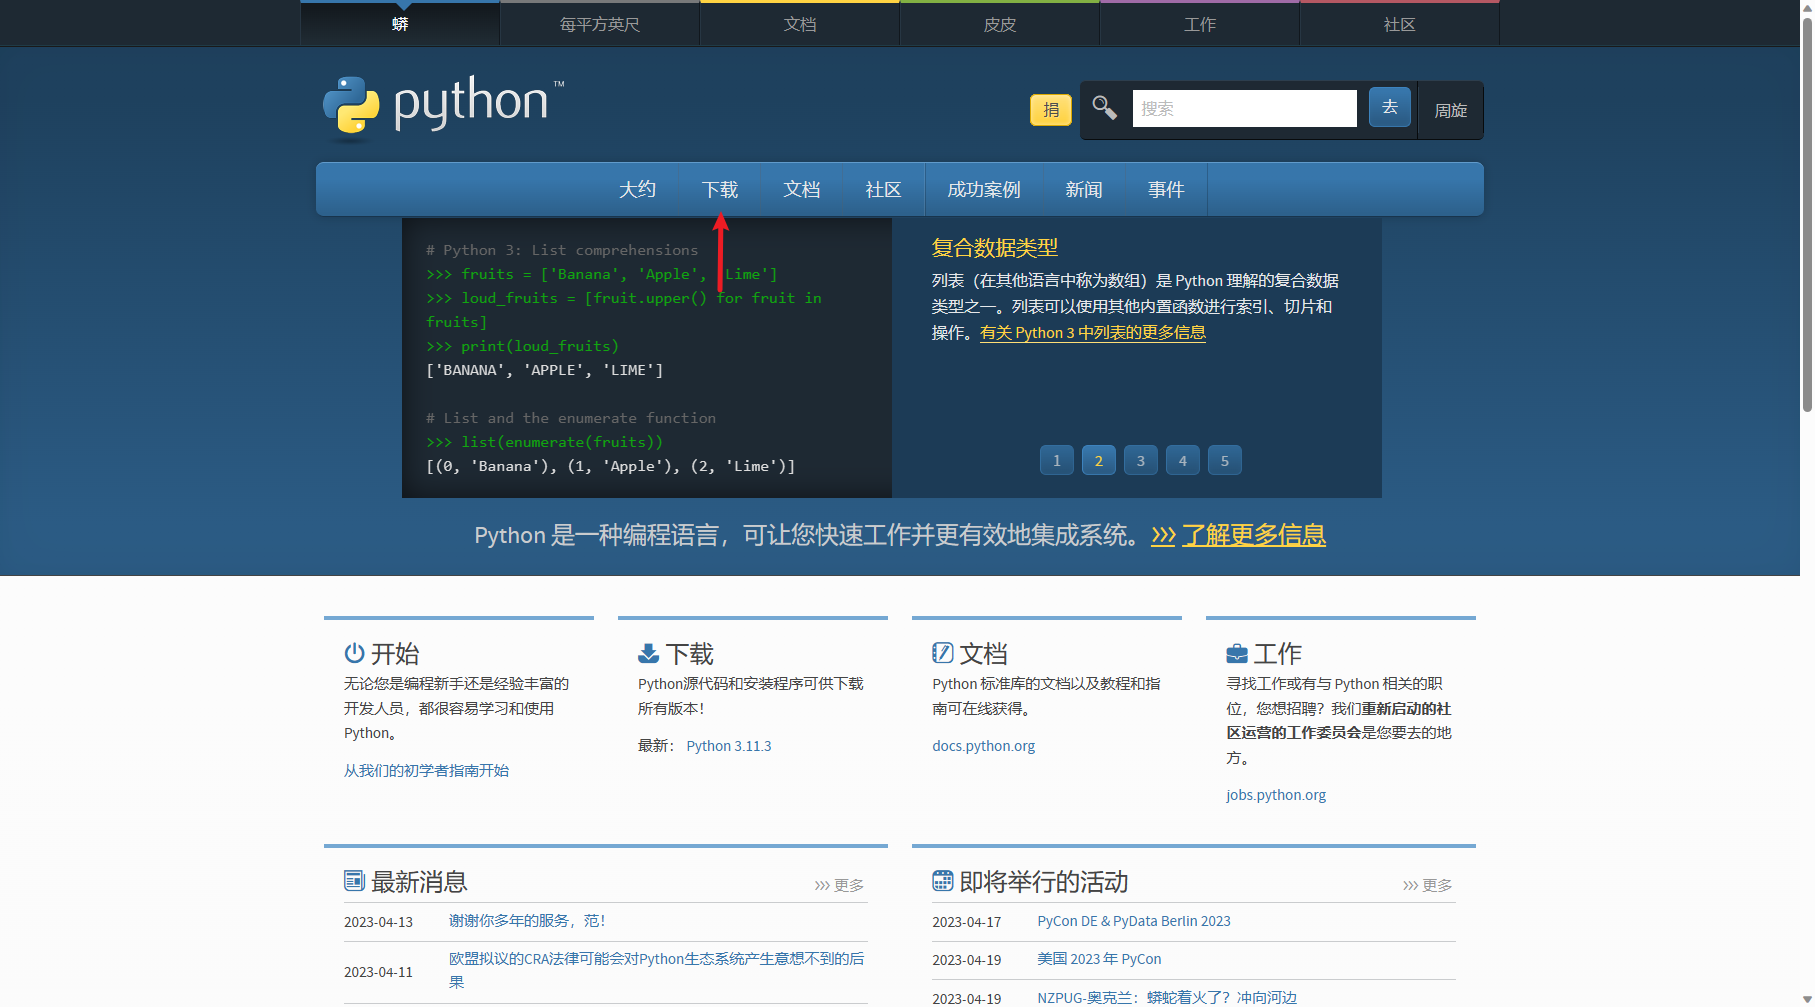 蟒
每平方英尺
文档
皮皮
工作
社区
python™
捐
搜索
去
周旋
大约
下载
文档
社区
成功案例
新闻
事件
# Python 3: List comprehensions
>>> fruits = ['Banana', 'Apple', 'Lime']
>>> loud_fruits = [fruit.upper() for fruit in
fruits]
>>> print(loud_fruits)
['BANANA', 'APPLE', 'LIME']
# List and the enumerate function
>>> list(enumerate(fruits))
[(0, 'Banana'), (1, 'Apple'), (2, 'Lime')]
复合数据类型
列表（在其他语言中称为数组）是 Python 理解的复合数据
类型之一。列表可以使用其他内置函数进行索引、切片和
操作。有关 Python 3 中列表的更多信息
1
2
3
4
5
Python 是一种编程语言，可让您快速工作并更有效地集成系统。>>> 了解更多信息
开始
无论您是编程新手还是经验丰富的
开发人员，都很容易学习和使用
Python。
从我们的初学者指南开始
下载
Python源代码和安装程序可供下载
所有版本！
最新： Python 3.11.3
文档
Python 标准库的文档以及教程和指
南可在线获得。
docs.python.org
工作
寻找工作或有与 Python 相关的职
位，您想招聘？我们重新启动的社
区运营的工作委员会是您要去的地
方。
jobs.python.org
最新消息
>>> 更多
2023-04-13 谢谢你多年的服务，范！
2023-04-11 欧盟拟议的CRA法律可能会对Python生态系统产生意想不到的后
果
即将举行的活动
>>> 更多
2023-04-17 PyCon DE & PyData Berlin 2023
2023-04-19 美国 2023 年 PyCon
2023-04-19 NZPUG-奥克兰：蟒蛇着火了？冲向河边